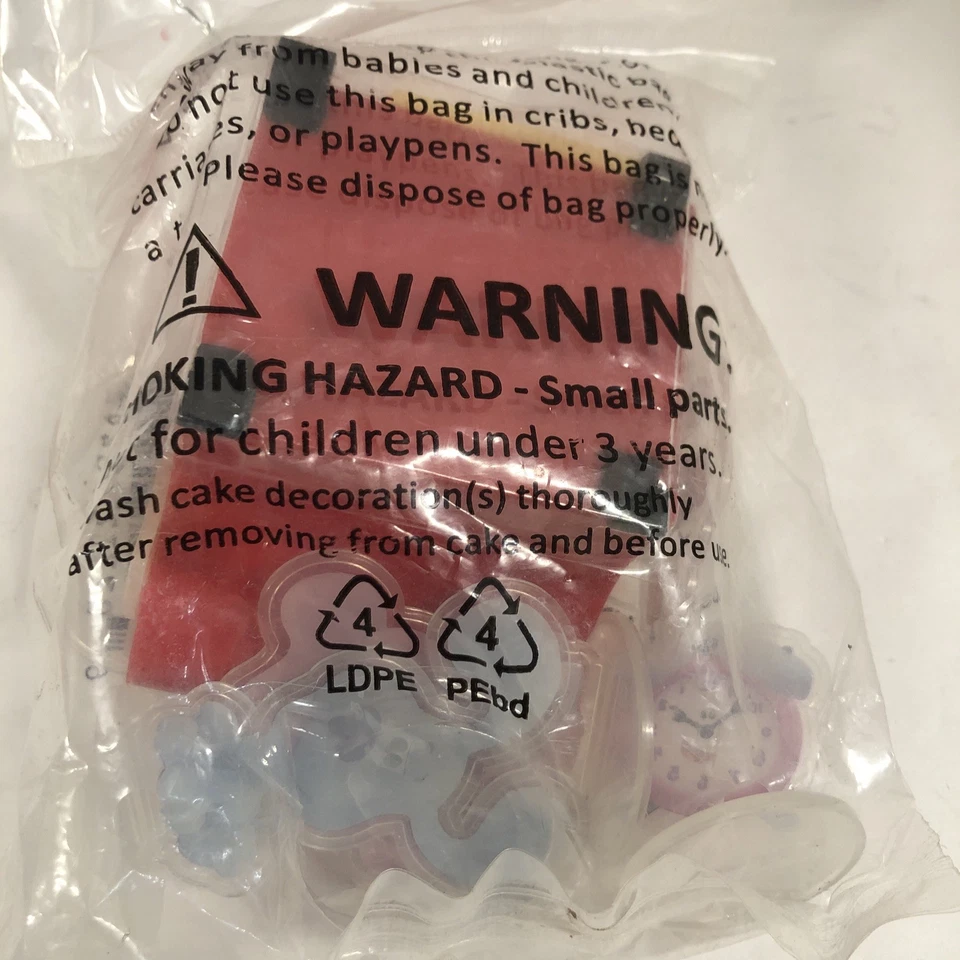 from babies and children.
not use this bag in cribs,
or playpens. This bag is
Please dispose of bag properly.
!
WARNING.
HOKING HAZARD - Small parts.
for children under 3 years.
ash cake decoration(s) thoroughly
after removing from cake and before
4 4
LDPE PEbd